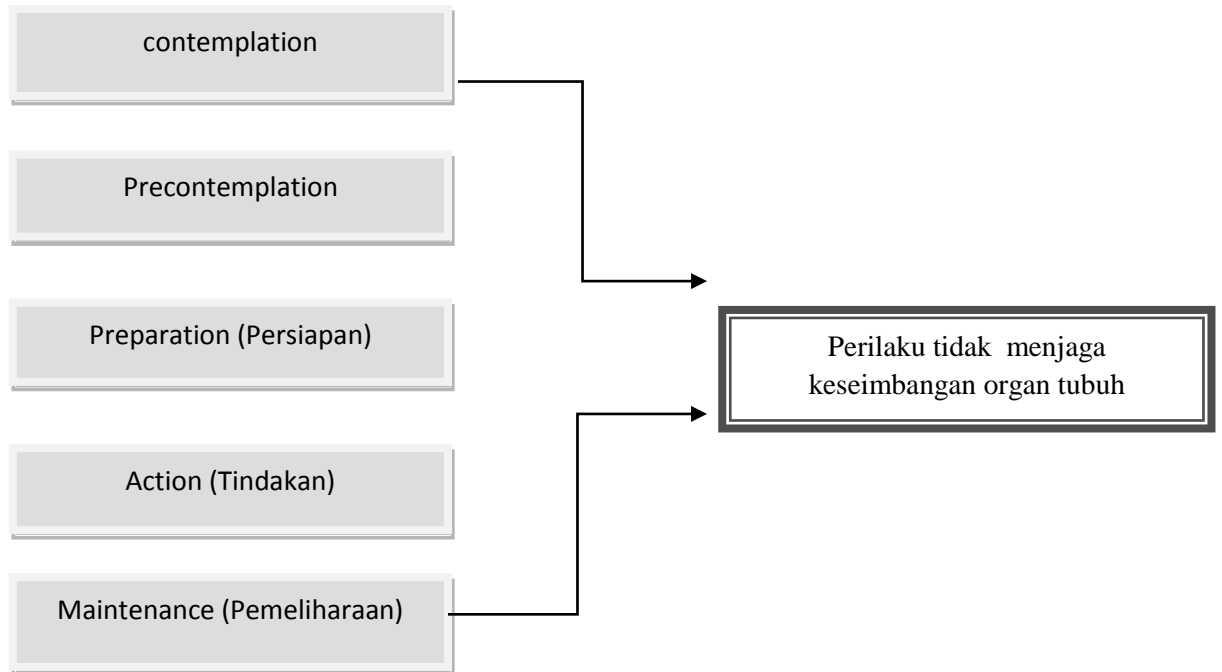 contemplation
Precontemplation
Preparation (Persiapan)
Action (Tindakan)
Maintenance (Pemeliharaan)
Perilaku tidak menjaga
keseimbangan organ tubuh